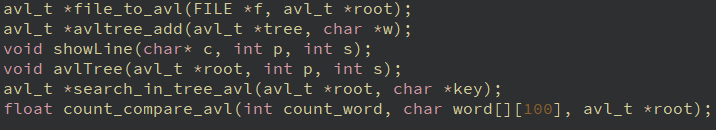 avl_t *file_to_avl(FILE *f, avl_t *root);
avl_t *avltree_add(avl_t *tree, char *w);
void showLine(char* c, int p, int s);
void avlTree(avl_t *root, int p, int s);
avl_t *search_in_tree_avl(avl_t *root, char *key);
float count_compare_avl(int count_word, char word[][100], avl_t *root);